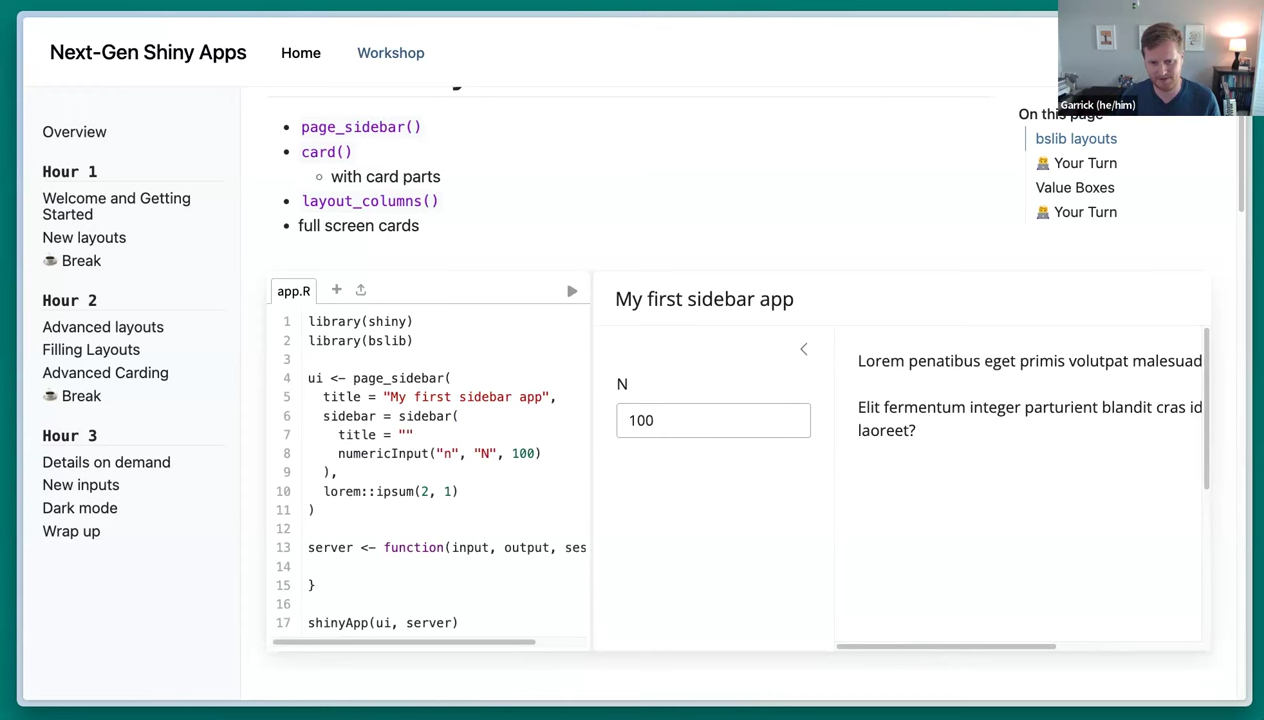 Next-Gen Shiny Apps
Home
Workshop
Garrick (he/him)
Overview
Hour 1
Welcome and Getting
Started
New layouts
☕ Break
Hour 2
Advanced layouts
Filling Layouts
Advanced Carding
☕ Break
Hour 3
Details on demand
New inputs
Dark mode
Wrap up
page_sidebar()
card()
with card parts
layout_columns()
full screen cards
On this page
bslib layouts
Your Turn
Value Boxes
Your Turn
app.R
1 library(shiny)
2 library(bslib)
3
4 ui <- page_sidebar(
5 title = "My first sidebar app",
6 sidebar = sidebar(
7 title = ""
8 numericInput("n", "N", 100)
9 ),
10 lorem::ipsum(2, 1)
11 )
12
13 server <- function(input, output, ses
14
15 }
16
17 shinyApp(ui, server)
My first sidebar app
N
100
Lorem penatibus eget primis volutpat malesuad
Elit fermentum integer parturient blandit cras id
laoreet?